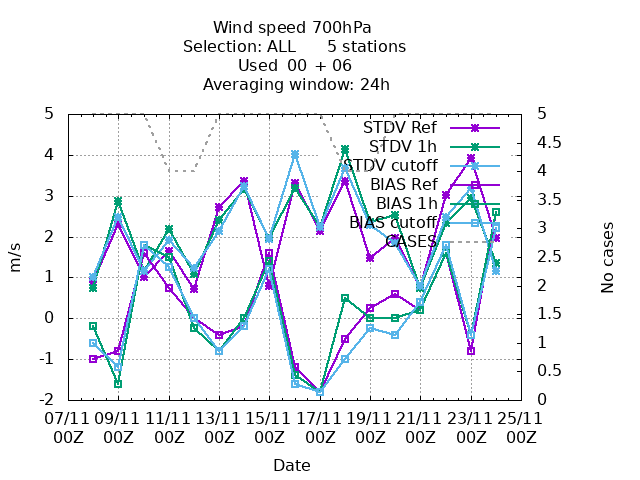 Wind speed 700hPa
Selection: ALL 5 stations
Used 00 + 06
Averaging window: 24h
5 5
STDV Ref
4.5
STDV 1h
4 4
STDV cutoff
BIAS Ref
3.5
3
BIAS 1h
BIAS cutoff
3
CASES
2
2.5
m/s
No cases
1
2
0
1.5
1
-1
0.5
-2 0
07/11 09/11 11/11 13/11 15/11 17/11 19/11 21/11 23/11 25/11
00Z 00Z 00Z 00Z 00Z 00Z 00Z 00Z 00Z 00Z
Date